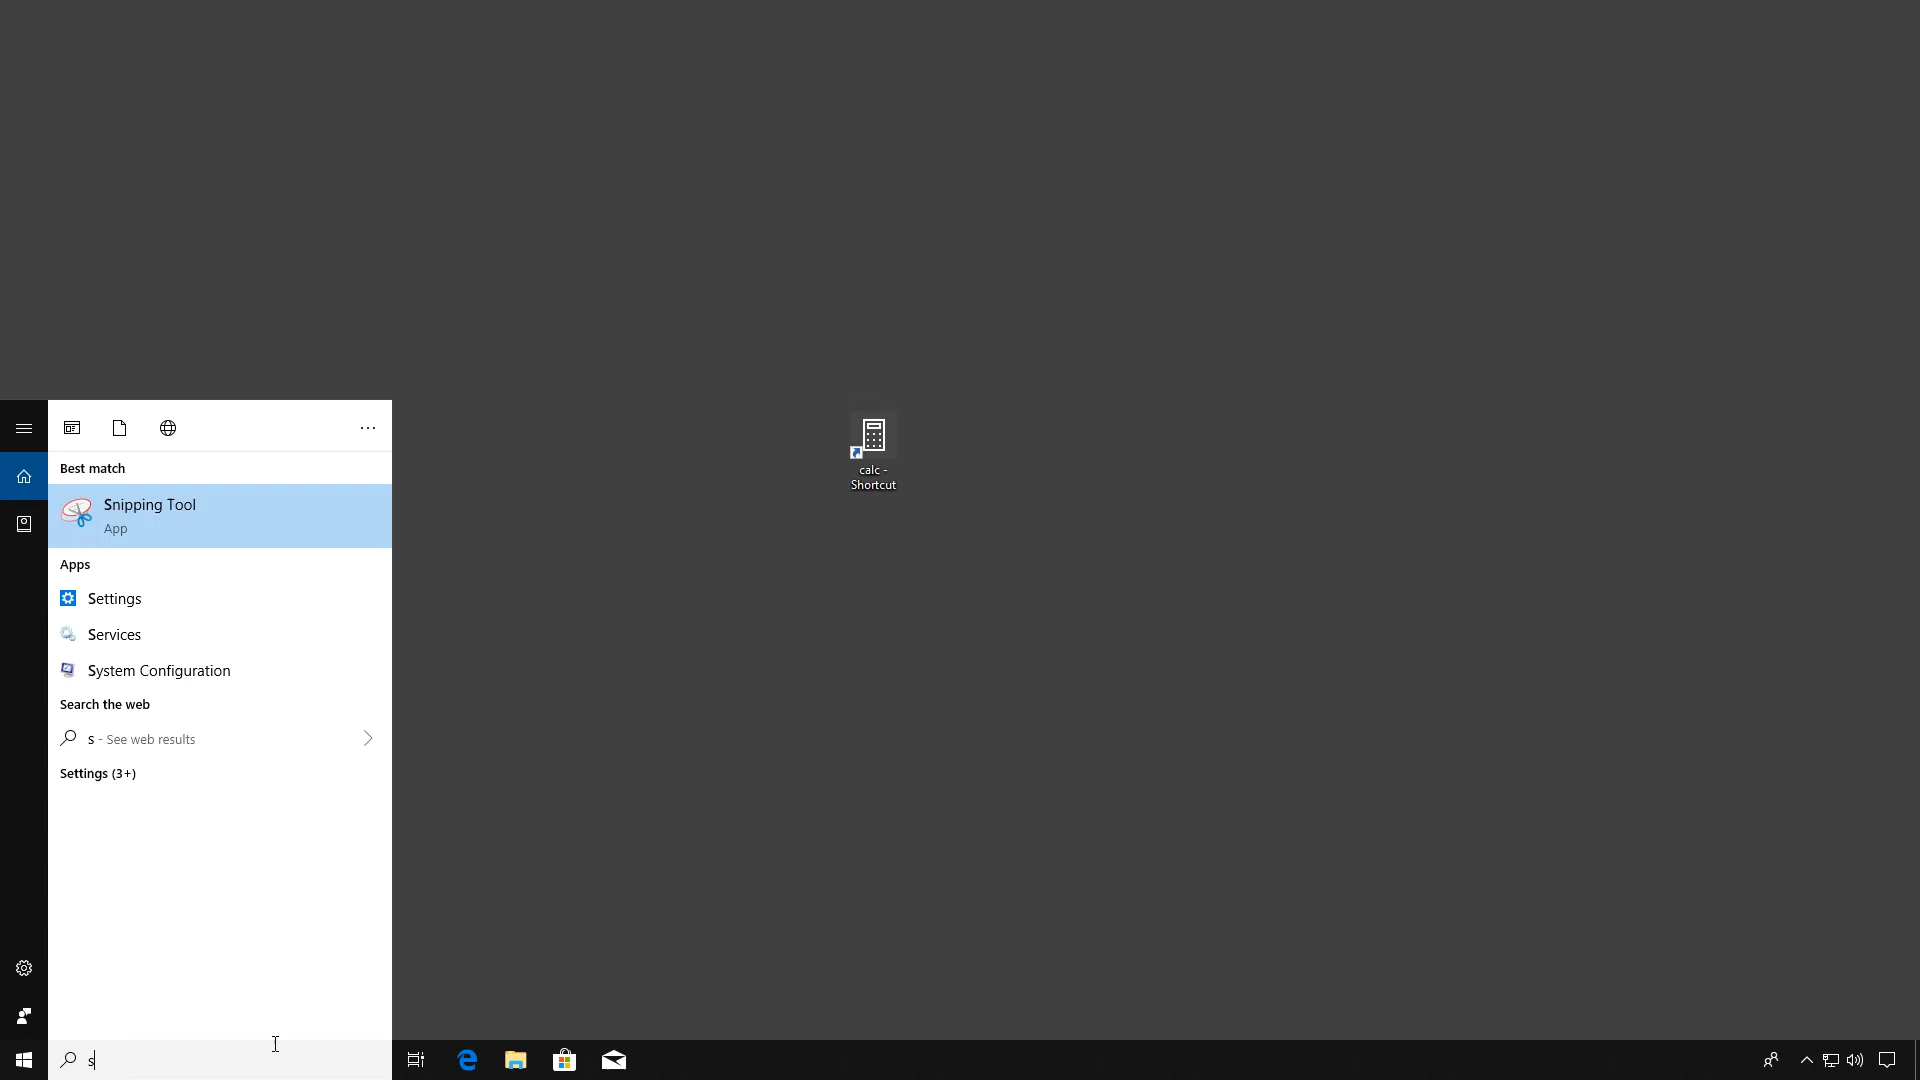 Best match
Snipping Tool
App
Apps
Settings
Services
System Configuration
Search the web
s - See web results
Settings (3+)
s
calc -
Shortcut